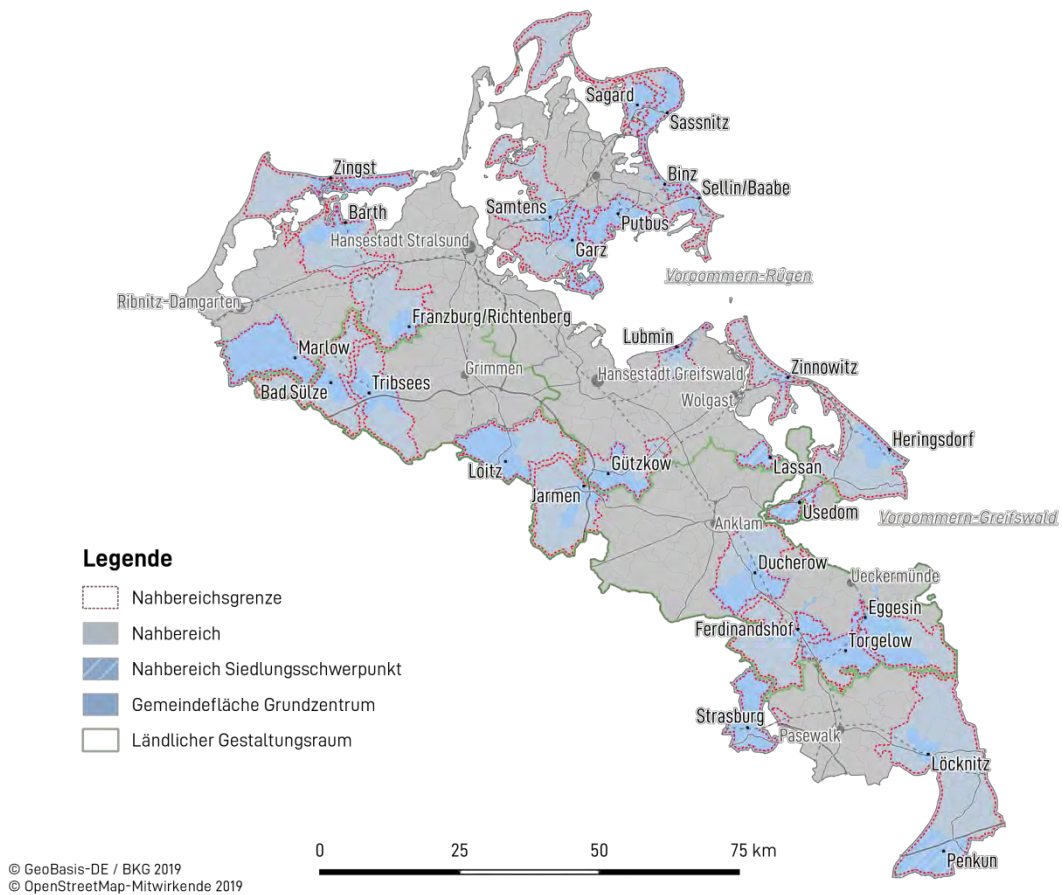 Sagard
Sassnitz
Zingst
Binz
Sellin/Baabe
Barth
Samtens
Putbus
Hansestadt Stralsund
Garz
Vorpommern-Rügen
Ribnitz-Damgarten
Franzburg/Richtenberg
Lubmin
Marlow
Zinnowitz
Grimmen
Hansestadt Greifswald
Bad Sülze
Tribsees
Wolgast
Heringsdorf
Loitz
Gützkow
Lassan
Jarmen
Usedom
Vorpommern-Greifswald
Anklam
Legende
Ducherow
Ueckermünde
Nahbereichsgrenze
Eggesin
Nahbereich
Ferdinandshof
Torgelow
Nahbereich Siedlungsschwerpunkt
Gemeindefläche Grundzentrum
Strasburg
Pasewalk
Ländlicher Gestaltungsraum
Löcknitz
0 25 50 75 km
Penkun
© GeoBasis-DE / BKG 2019
© OpenStreetMap-Mitwirkende 2019